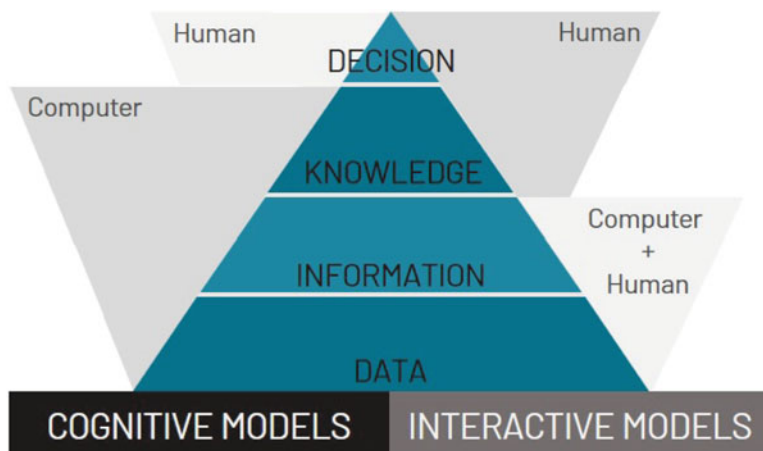 Human
Human
DECISION
Computer
KNOWLEDGE
Computer
+
Human
INFORMATION
DATA
COGNITIVE MODELS
INTERACTIVE MODELS